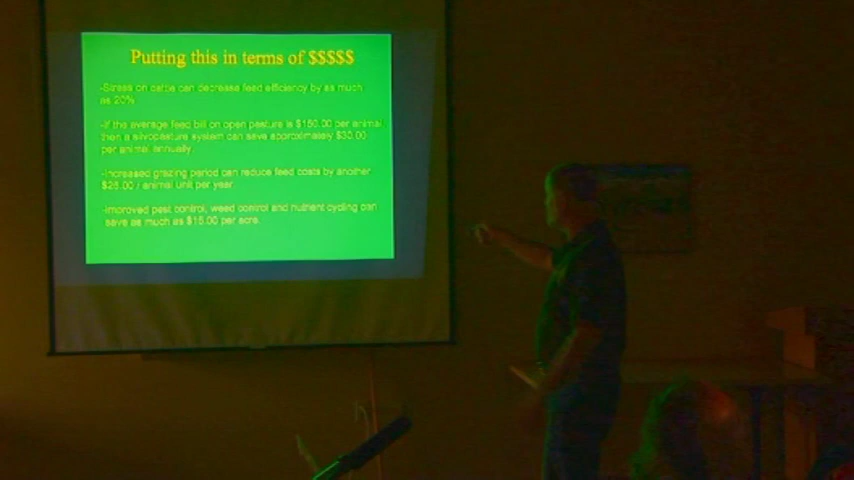 Putting this in terms of $$$$$
-Stress on cattle can decrease feed efficiency by as much
as 20%
-If the average feed bill on open pasture is $150.00 per animal,
then a silvopasture system can save approximately $30.00
per animal annually.
-Increased grazing period can reduce feed costs by another
$25.00 / animal unit per year
-Improved pest control, weed control and nutrient cycling can
save as much as $15.00 per acre.